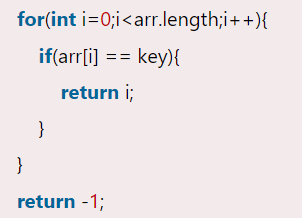 for(int i=0;i<arr.length;i++){
if(arr[i] == key){
return i;
}
}
return -1;